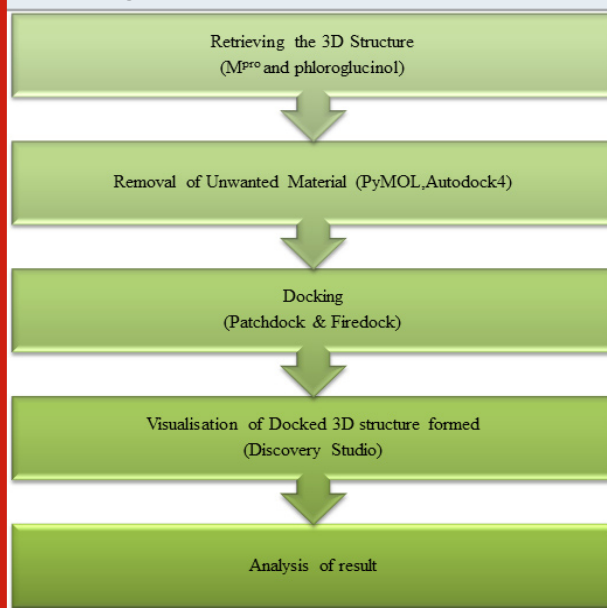 Retrieving the 3D Structure
(Mᵖʳᵒ and phloroglucinol)
Removal of Unwanted Material (PyMOL,Autodock4)
Docking
(Patchdock & Firedock)
Visualisation of Docked 3D structure formed
(Discovery Studio)
Analysis of result